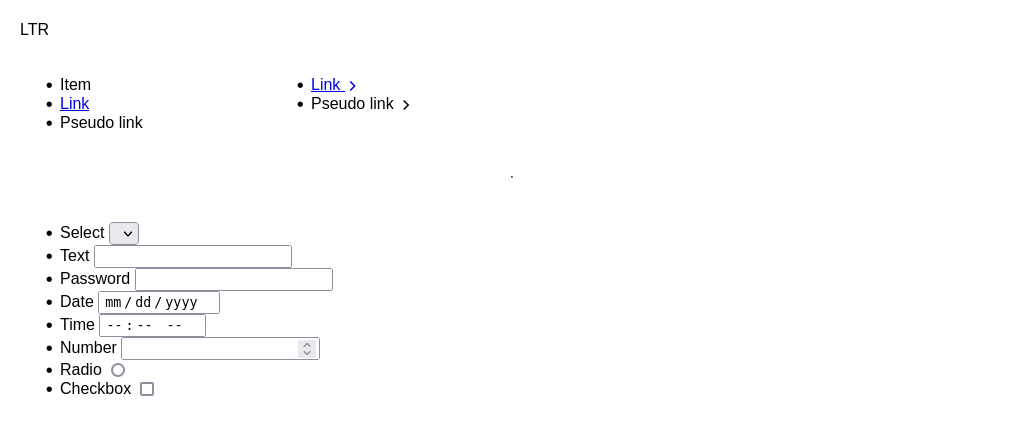 LTR
Item
Link
Pseudo link
Link
Pseudo link
Select
Text
Password
Date mm/dd/yyyy
Time --:-- --
Number
Radio
Checkbox